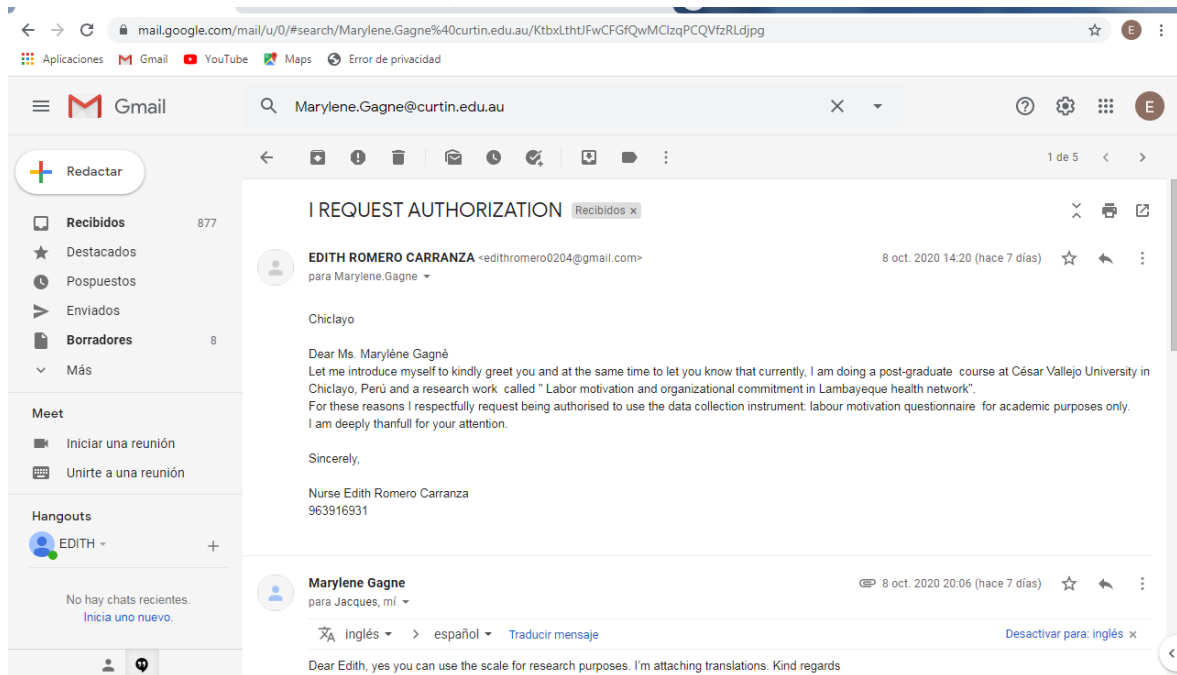 mail.google.com/mail/u/0/#search/Marylene.Gagne%40curtin.edu.au/KtbxLthtJFwCFGfQwMClzqPCQVfzRLdjpg
E
Aplicaciones Gmail YouTube Maps Error de privacidad
Gmail
Marylene.Gagne@curtin.edu.au
E
Redactar
1 de 5
Recibidos 877
Destacados
Pospuestos
Enviados
Borradores 8
Más
Meet
Iniciar una reunión
Unirte a una reunión
Hangouts
EDITH
No hay chats recientes.
Inicia uno nuevo.
I REQUEST AUTHORIZATION Recibidos x
EDITH ROMERO CARRANZA <edithromero0204@gmail.com> 8 oct. 2020 14:20 (hace 7 días)
para Marylene.Gagne
Chiclayo
Dear Ms. Marylène Gagnè
Let me introduce myself to kindly greet you and at the same time to let you know that currently, I am doing a post-graduate course at César Vallejo University in
Chiclayo, Perú and a research work called " Labor motivation and organizational commitment in Lambayeque health network".
For these reasons I respectfully request being authorised to use the data collection instrument: labour motivation questionnaire for academic purposes only.
I am deeply thanfull for your attention.
Sincerely,
Nurse Edith Romero Carranza
963916931
Marylene Gagne 8 oct. 2020 20:06 (hace 7 días)
para Jacques, mí
inglés > español Traducir mensaje Desactivar para: inglés x
Dear Edith, yes you can use the scale for research purposes. I'm attaching translations. Kind regards